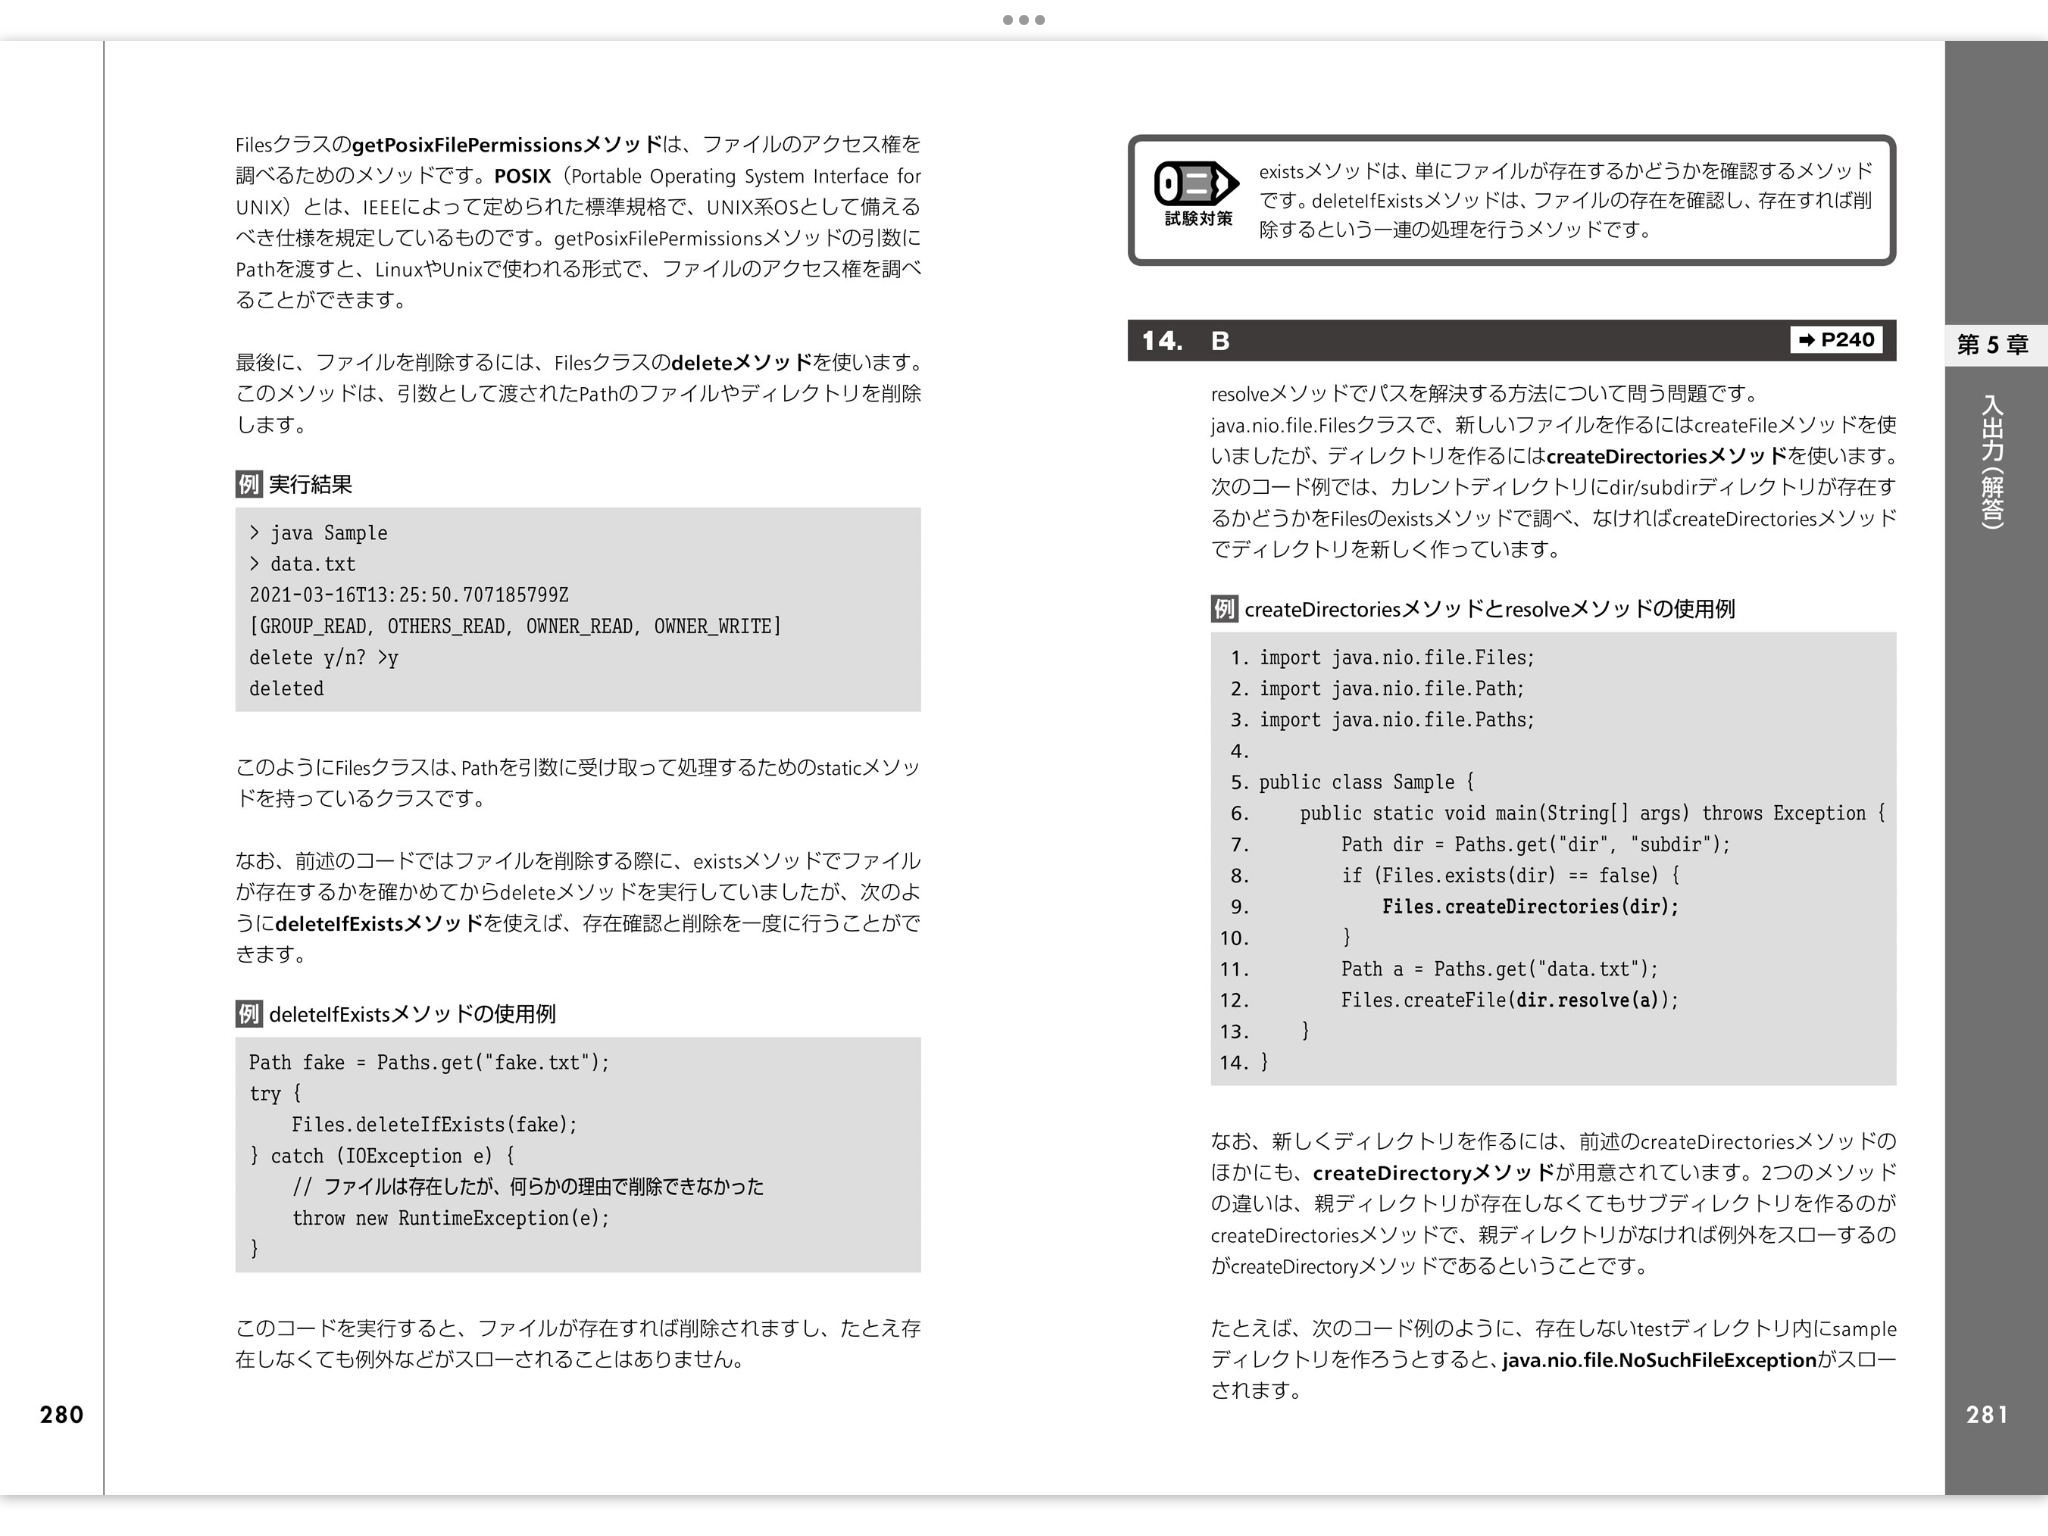 Filesクラスのgetposixfilepermissionsメソッドは、ファイルのアクセス権を
調べるためのメソッドです。POSIX（Portable Operating System Interface for
UNIX）とは、IEEEによって定められた標準規格で、UNIX系OSとして備える
べき仕様を規定しているものです。getPosixFilePermissionsメソッドの引数に
Pathを渡すと、LinuxやUnixで使われる形式で、ファイルのアクセス権を調べ
ることができます。
最後に、ファイルを削除するには、Filesクラスのdeleteメソッドを使います。
このメソッドは、引数として渡されたPathのファイルやディレクトリを削除
します。
例 実行結果
> java Sample
> data.txt
2021-03-16T13:25:50.707185799Z
[GROUP_READ, OTHERS_READ, OWNER_READ, OWNER_WRITE]
delete y/n? >y
deleted
このようにFilesクラスは、Pathを引数に受け取って処理するためのstaticメソッ
ドを持っているクラスです。
なお、前述のコードではファイルを削除する際に、existsメソッドでファイル
が存在するかを確かめてからdeleteメソッドを実行していましたが、次のよ
うにdeleteIfExistsメソッドを使えば、存在確認と削除を一度に行うことがで
きます。
例 deleteIfExistsメソッドの使用例
Path fake = Paths.get("fake.txt");
try {
    Files.deleteIfExists(fake);
} catch (IOException e) {
    // ファイルは存在したが、何らかの理由で削除できなかった
    throw new RuntimeException(e);
}
このコードを実行すると、ファイルが存在すれば削除されますし、たとえ存
在しなくても例外などがスローされることはありません。
280
existsメソッドは、単にファイルが存在するかどうかを確認するメソッド
です。deleteIfExistsメソッドは、ファイルの存在を確認し、存在すれば削
除するという一連の処理を行うメソッドです。
試験対策
14. B ➡ P240
resolveメソッドでパスを解決する方法について問う問題です。
java.nio.file.Filesクラスで、新しいファイルを作るにはcreateFileメソッドを使
いましたが、ディレクトリを作るにはcreateDirectoriesメソッドを使います。
次のコード例では、カレントディレクトリにdir/subdirディレクトリが存在す
るかどうかをFilesのexistsメソッドで調べ、なければcreateDirectoriesメソッド
でディレクトリを新しく作っています。
例 createDirectoriesメソッドとresolveメソッドの使用例
1. import java.nio.file.Files;
2. import java.nio.file.Path;
3. import java.nio.file.Paths;
4.
5. public class Sample {
6.     public static void main(String[] args) throws Exception {
7.         Path dir = Paths.get("dir", "subdir");
8.         if (Files.exists(dir) == false) {
9.             Files.createDirectories(dir);
10.         }
11.         Path a = Paths.get("data.txt");
12.         Files.createFile(dir.resolve(a));
13.     }
14. }
なお、新しくディレクトリを作るには、前述のcreateDirectoriesメソッドの
ほかにも、createDirectoryメソッドが用意されています。2つのメソッド
の違いは、親ディレクトリが存在しなくてもサブディレクトリを作るのが
createDirectoriesメソッドで、親ディレクトリがなければ例外をスローするの
がcreateDirectoryメソッドであるということです。
たとえば、次のコード例のように、存在しないtestディレクトリ内にsample
ディレクトリを作ろうとすると、java.nio.file.NoSuchFileExceptionがスロー
されます。
第5章
入出力（解答）
281